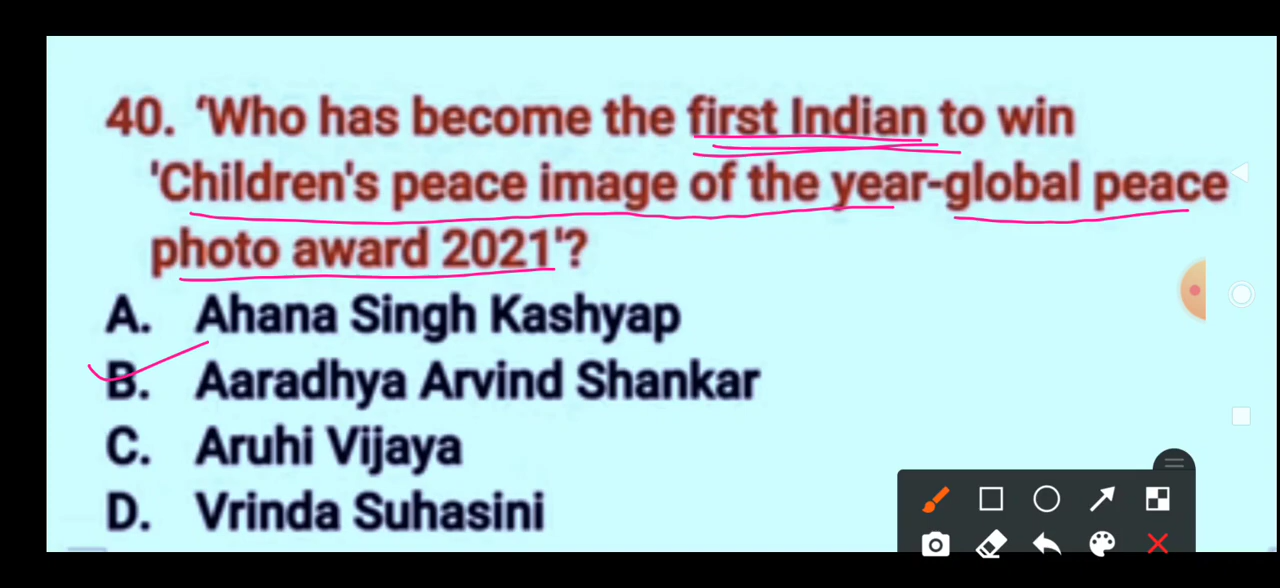 40. 'Who has become the first Indian to win
'Children's peace image of the year-global peace
photo award 2021'?
A. Ahana Singh Kashyap
B. Aaradhya Arvind Shankar
C. Aruhi Vijaya
D. Vrinda Suhasini